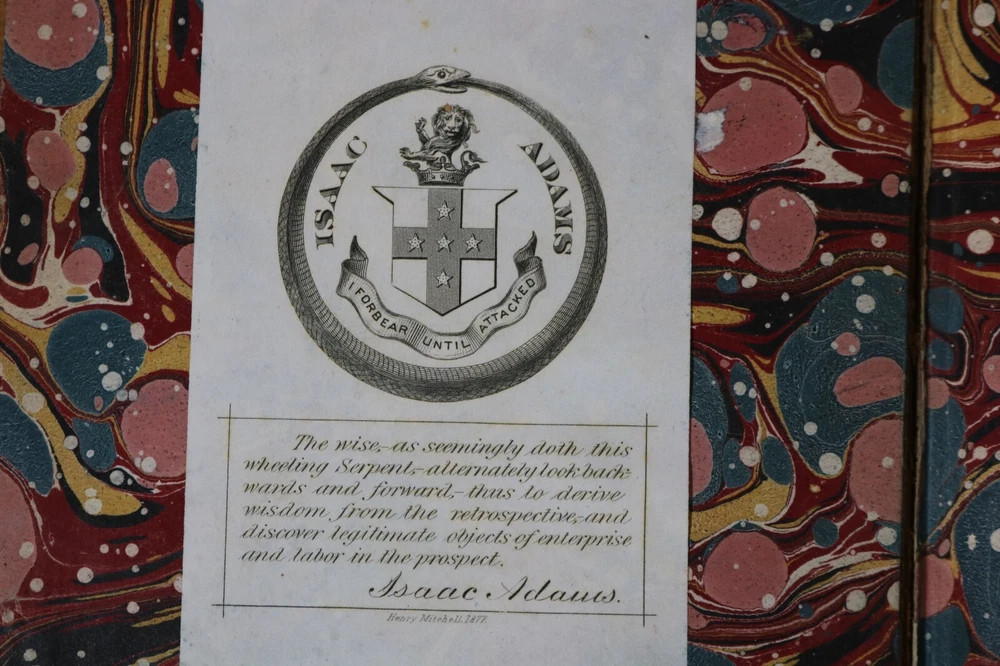 ISAAC ADAMS
I FORBEAR UNTIL ATTACKED
The wise,-as seemingly doth this
wheeling Serpent,-alternately look back-
wards and forward,-thus to derive
wisdom from the retrospective,-and
discover legitimate objects of enterprise
and labor in the prospect.
Isaac Adams.
Henry Mitchell, 1877.